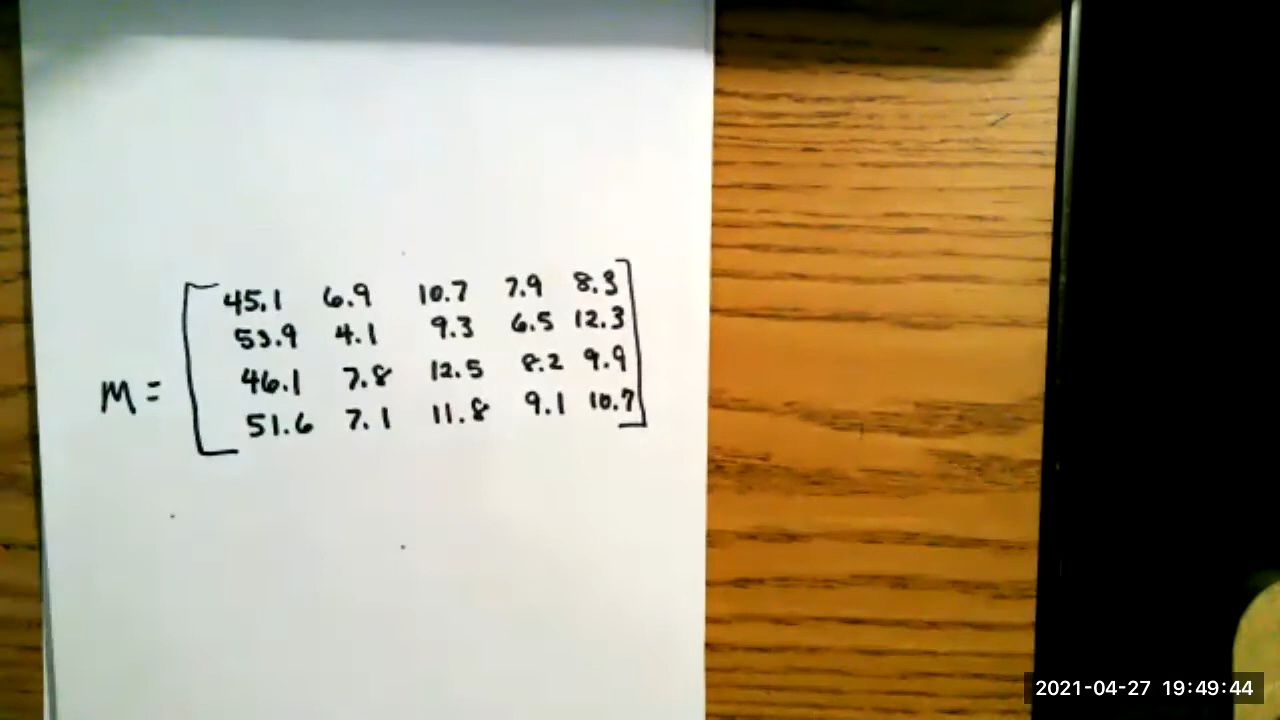 45.1 6.9 10.7 7.9 8.3
53.9 4.1 9.3 6.5 12.3
46.1 7.8 12.5 8.2 9.9
M =
51.6 7.1 11.8 9.1 10.7
2021-04-27 19:49:44